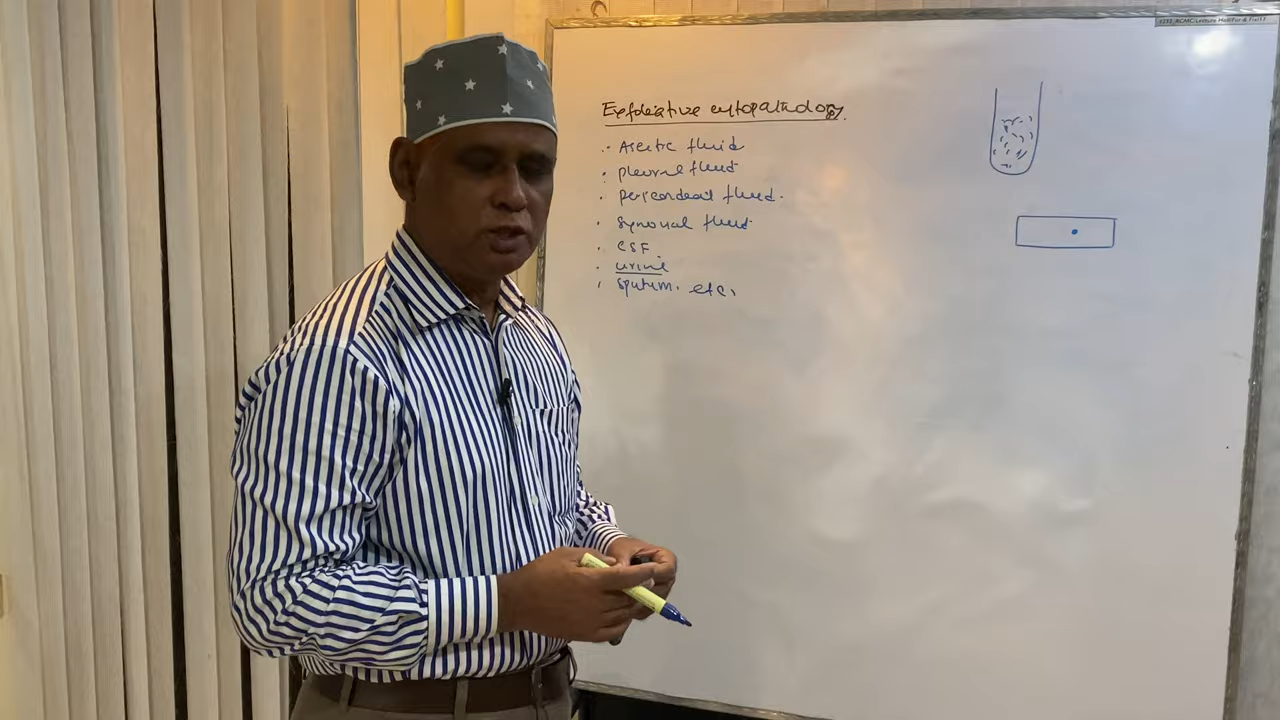 Exfoliative cytopathology.
• Ascitic fluid
• pleural fluid
• pericardial fluid.
• Synovial fluid
• CSF
• urine
• Sputum. etc.